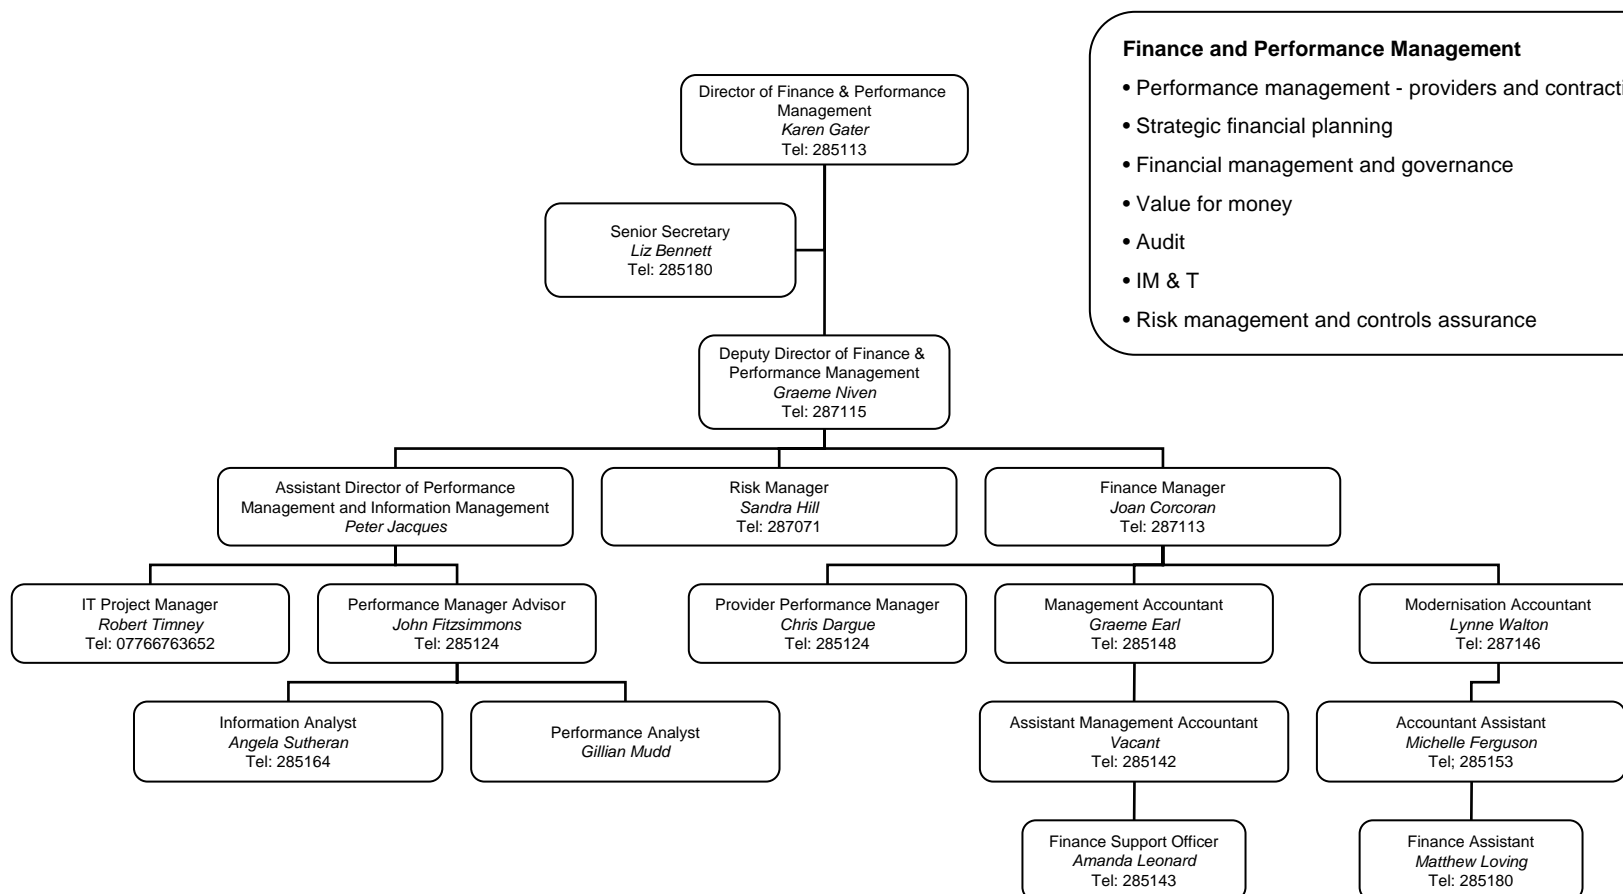 Finance and Performance Management
• Performance management - providers and contracti
• Strategic financial planning
• Financial management and governance
• Value for money
• Audit
• IM & T
• Risk management and controls assurance
Director of Finance & Performance
Management
Karen Gater
Tel: 285113
Senior Secretary
Liz Bennett
Tel: 285180
Deputy Director of Finance &
Performance Management
Graeme Niven
Tel: 287115
Assistant Director of Performance
Management and Information Management
Peter Jacques
Risk Manager
Sandra Hill
Tel: 287071
Finance Manager
Joan Corcoran
Tel: 287113
IT Project Manager
Robert Timney
Tel: 07766763652
Performance Manager Advisor
John Fitzsimmons
Tel: 285124
Provider Performance Manager
Chris Dargue
Tel: 285124
Management Accountant
Graeme Earl
Tel: 285148
Modernisation Accountant
Lynne Walton
Tel: 287146
Information Analyst
Angela Sutheran
Tel: 285164
Performance Analyst
Gillian Mudd
Assistant Management Accountant
Vacant
Tel: 285142
Accountant Assistant
Michelle Ferguson
Tel; 285153
Finance Support Officer
Amanda Leonard
Tel: 285143
Finance Assistant
Matthew Loving
Tel: 285180